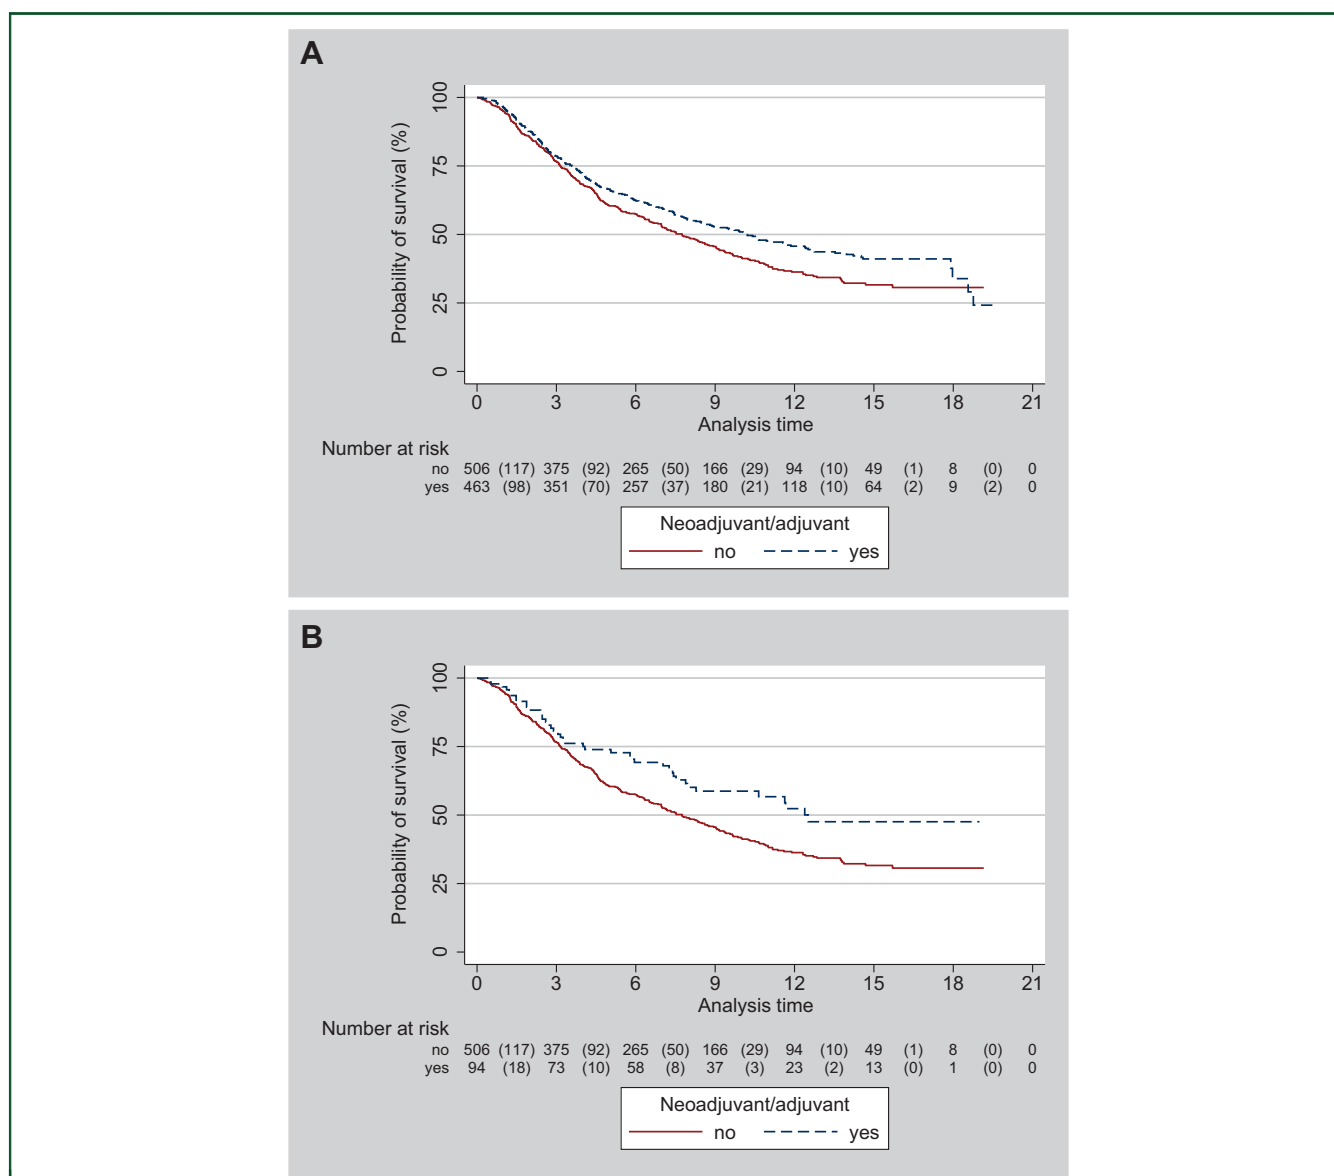 A
Probability of survival (%)
100
75
50
25
0
0 3 6 9 12 15 18 21
Analysis time
Number at risk
no 506 (117) 375 (92) 265 (50) 166 (29) 94 (10) 49 (1) 8 (0) 0
yes 463 (98) 351 (70) 257 (37) 180 (21) 118 (10) 64 (2) 9 (2) 0
Neoadjuvant/adjuvant
no yes
B
Probability of survival (%)
100
75
50
25
0
0 3 6 9 12 15 18 21
Analysis time
Number at risk
no 506 (117) 375 (92) 265 (50) 166 (29) 94 (10) 49 (1) 8 (0) 0
yes 94 (18) 73 (10) 58 (8) 37 (3) 23 (2) 13 (0) 1 (0) 0
Neoadjuvant/adjuvant
no yes